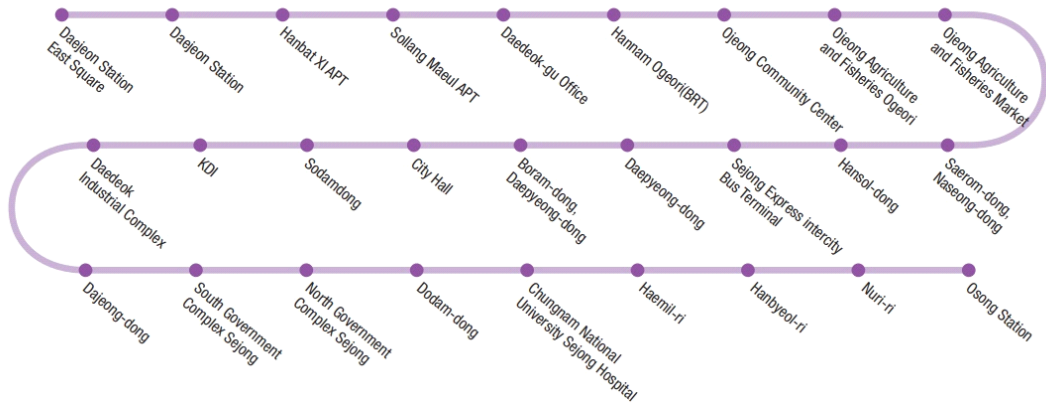 Daejeon Station
East Square
Daejeon Station
Hanbat XI APT
Sollang Maeul APT
Daedeok-gu Office
Hannam Ogeori(BRT)
Ojeong Community Center
Ojeong Agriculture
and Fisheries Ogeori
Ojeong Agriculture
and Fisheries Market
Daedeok
Industrial Complex
KDI
Sodamdong
City Hall
Boram-dong,
Daepyeong-dong
Daepyeong-dong
Sejong Express intercity
Bus Terminal
Hansol-dong
Saerom-dong,
Naseong-dong
Dajeong-dong
South Government
Complex Sejong
North Government
Complex Sejong
Dodam-dong
Chungnam National
University Sejong Hospital
Haemil-ri
Hanbyeol-ri
Nuri-ri
Osong Station